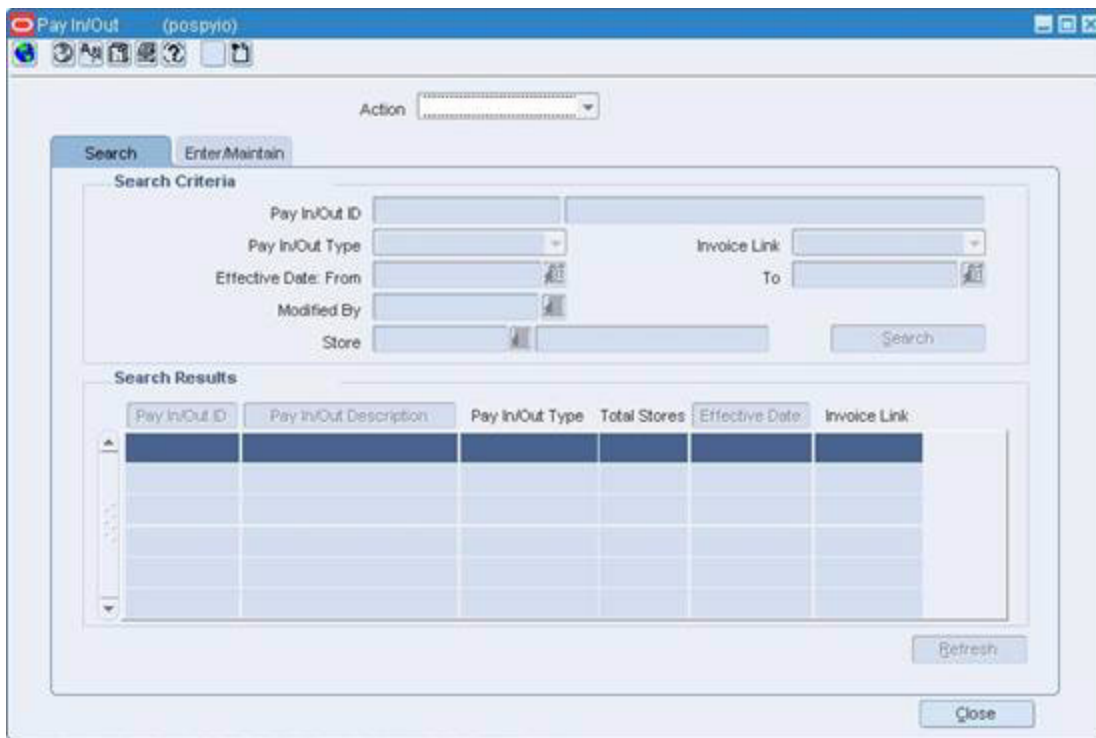 Pay In/Out (pospyio)
Action
Search Enter/Maintain
Search Criteria
Pay In/Out ID
Pay In/Out Type Invoice Link
Effective Date: From To
Modified By
Store Search
Search Results
Pay In/Out ID Pay In/Out Description Pay In/Out Type Total Stores Effective Date Invoice Link
Refresh
Close